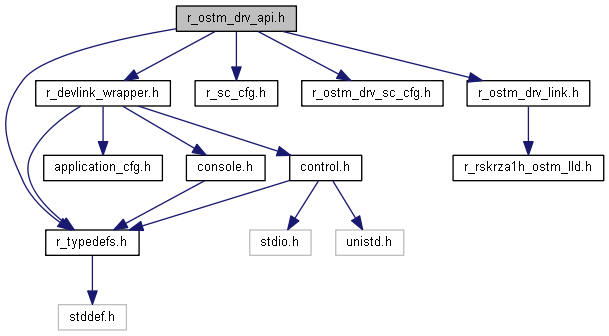 r_ostm_drv_api.h
r_devlink_wrapper.h
r_sc_cfg.h
r_ostm_drv_sc_cfg.h
r_ostm_drv_link.h
application_cfg.h
console.h
control.h
r_rskrza1h_ostm_lld.h
r_typedefs.h
stdio.h
unistd.h
stddef.h